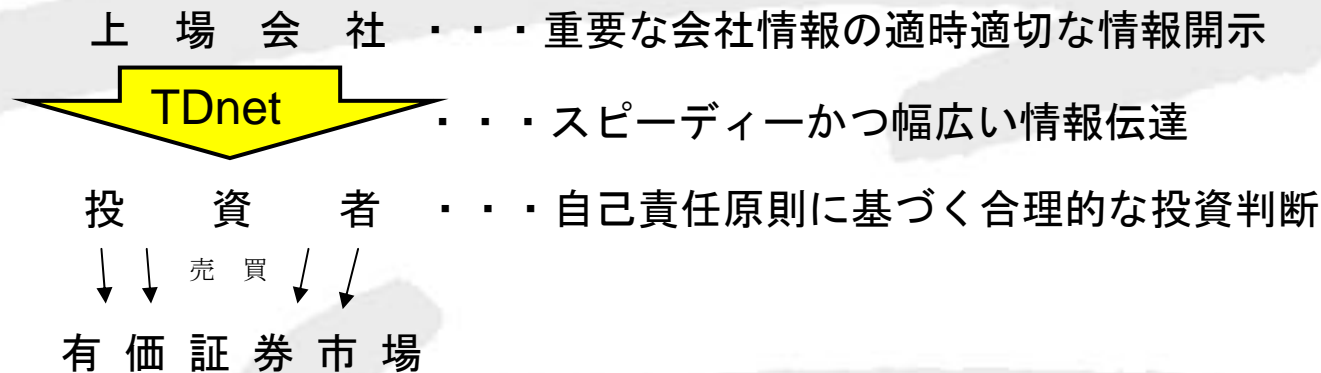 上 場 会 社 ・・・重要な会社情報の適時適切な情報開示
TDnet ・・・スピーディーかつ幅広い情報伝達
投 資 者 ・・・自己責任原則に基づく合理的な投資判断
売 買
有 価 証 券 市 場